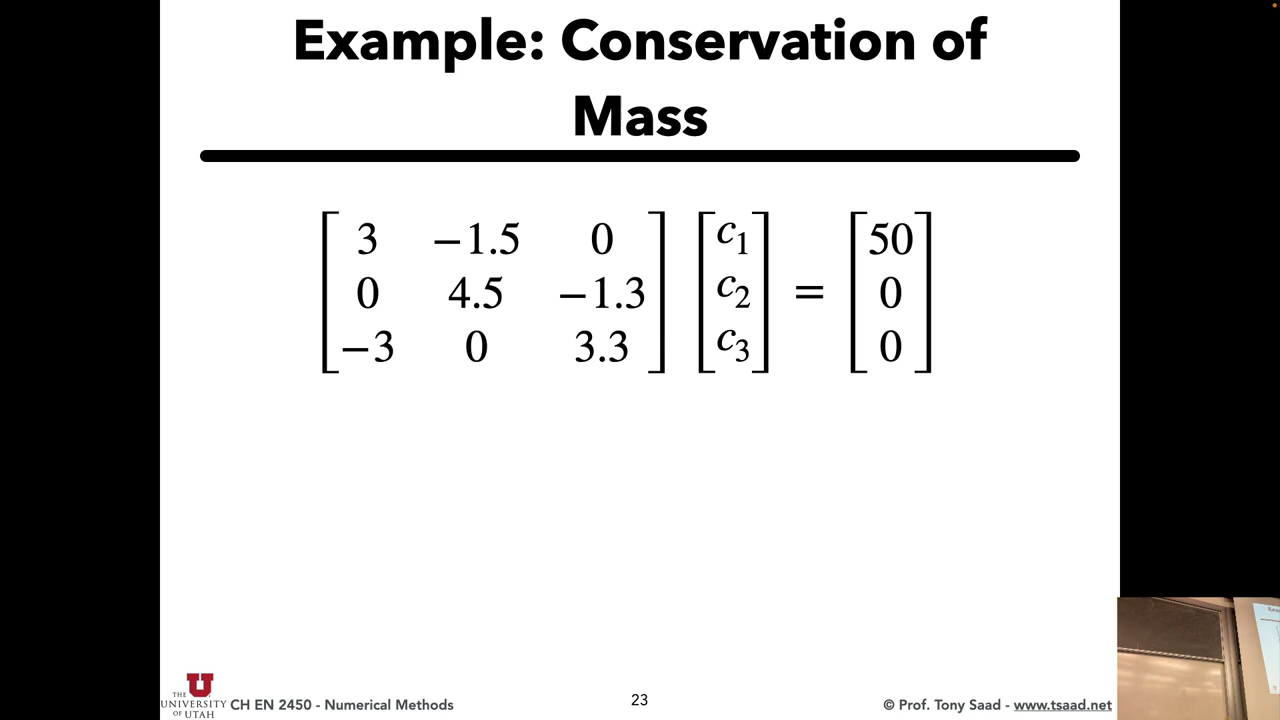 Example: Conservation of
Mass
3 −1.5 0
0 4.5 −1.3
−3 0 3.3
c1
c2
c3
=
50
0
0
THE
UNIVERSITY
OF UTAH
CH EN 2450 - Numerical Methods
23
© Prof. Tony Saad - www.tsaad.net